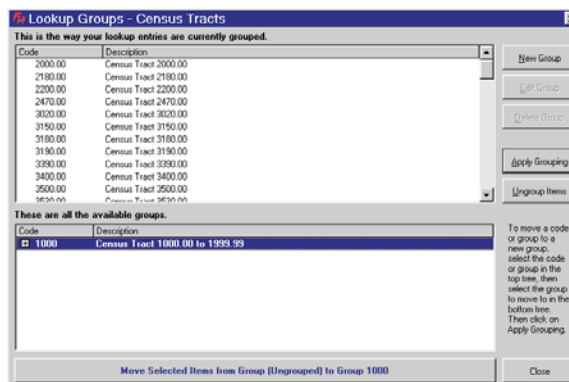 Lookup Groups - Census Tracts
This is the way your lookup entries are currently grouped.
Code Description
2000.00 Census Tract 2000.00
2180.00 Census Tract 2180.00
2200.00 Census Tract 2200.00
2470.00 Census Tract 2470.00
3020.00 Census Tract 3020.00
3150.00 Census Tract 3150.00
3180.00 Census Tract 3180.00
3190.00 Census Tract 3190.00
3390.00 Census Tract 3390.00
3400.00 Census Tract 3400.00
3500.00 Census Tract 3500.00
3520.00 Census Tract 3520.00
New Group
Edit Group
Delete Group
Apply Grouping
Ungroup Items
These are all the available groups.
Code Description
1000 Census Tract 1000.00 to 1999.99
To move a code
or group to a
new group,
select the code
or group in the
top tree, then
select the group
to move to in the
bottom tree.
Then click on
Apply Grouping.
Move Selected Items from Group (Ungrouped) to Group 1000
Close